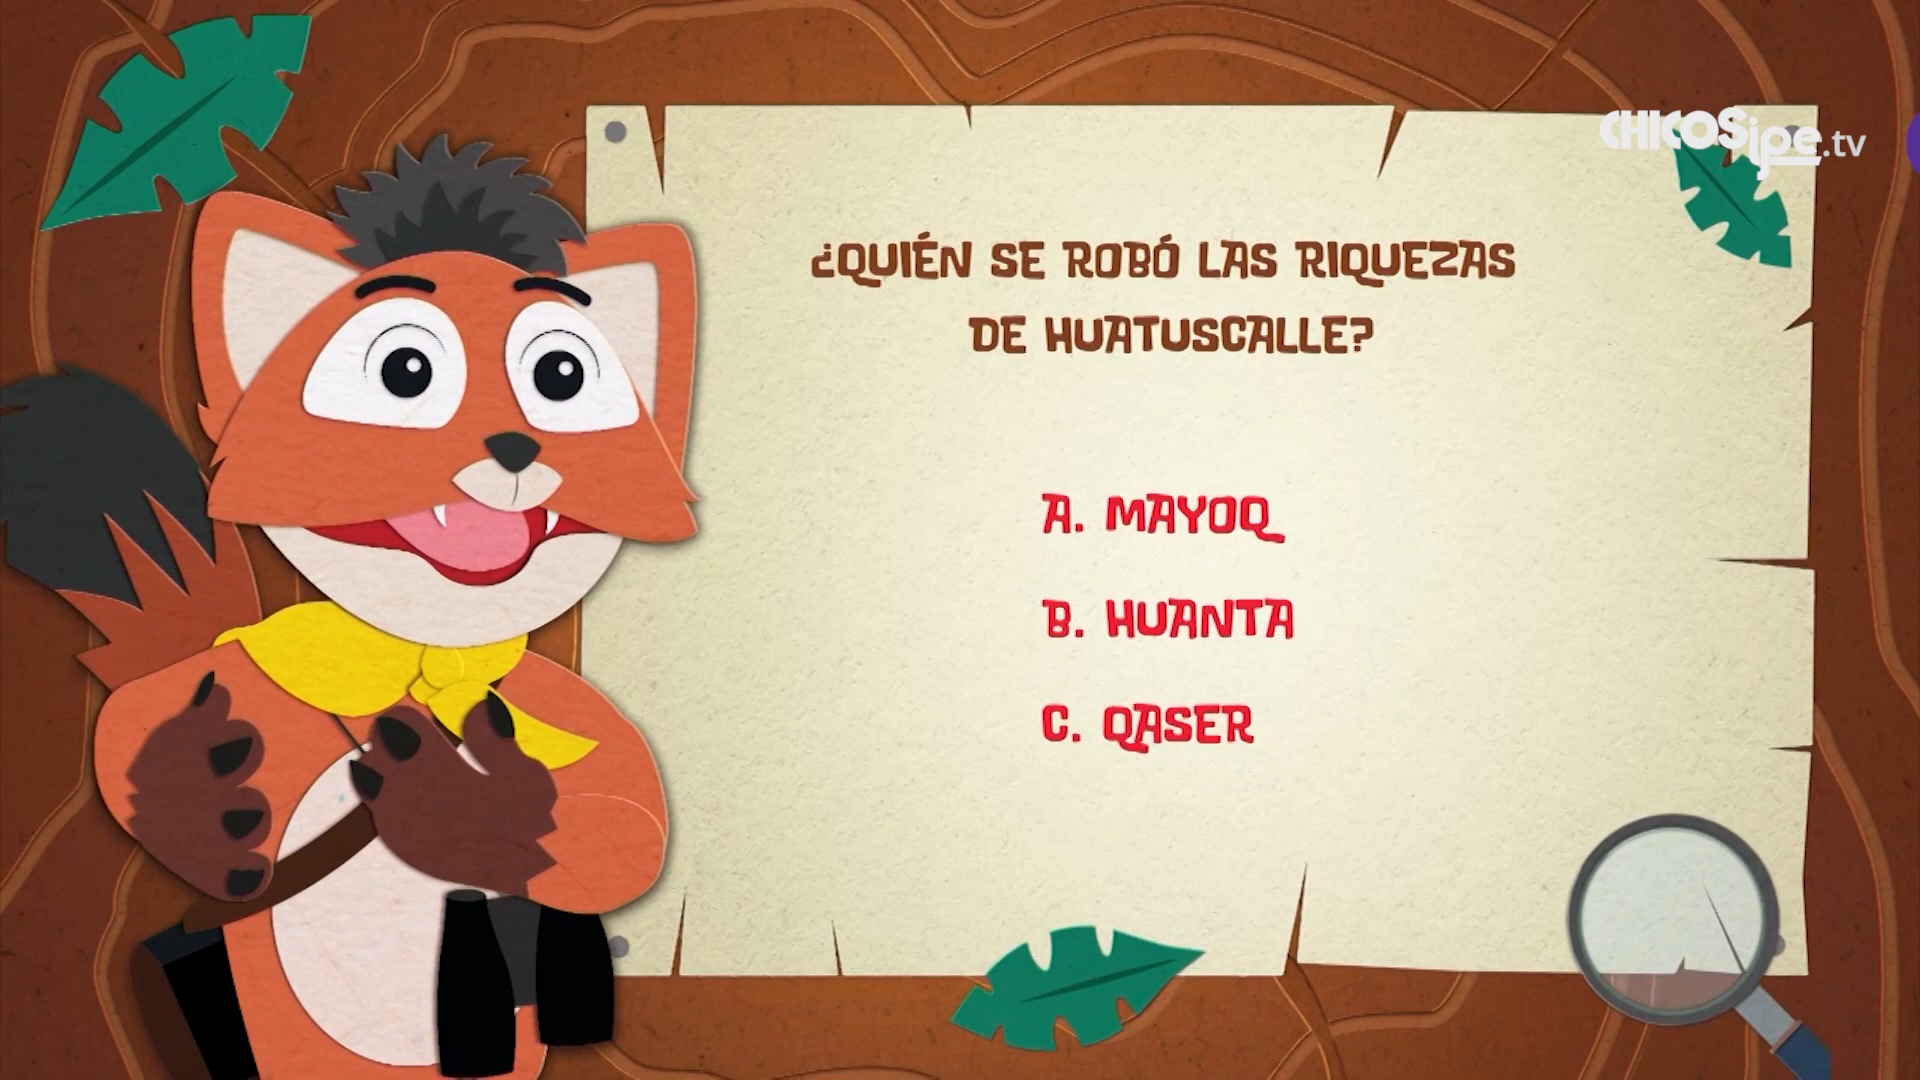 CHICOSipe.tv
¿QUIÉN SE ROBÓ LAS RIQUEZAS
DE HUATUSCALLE?
A. MAYOQ
B. HUANTA
C. QASER